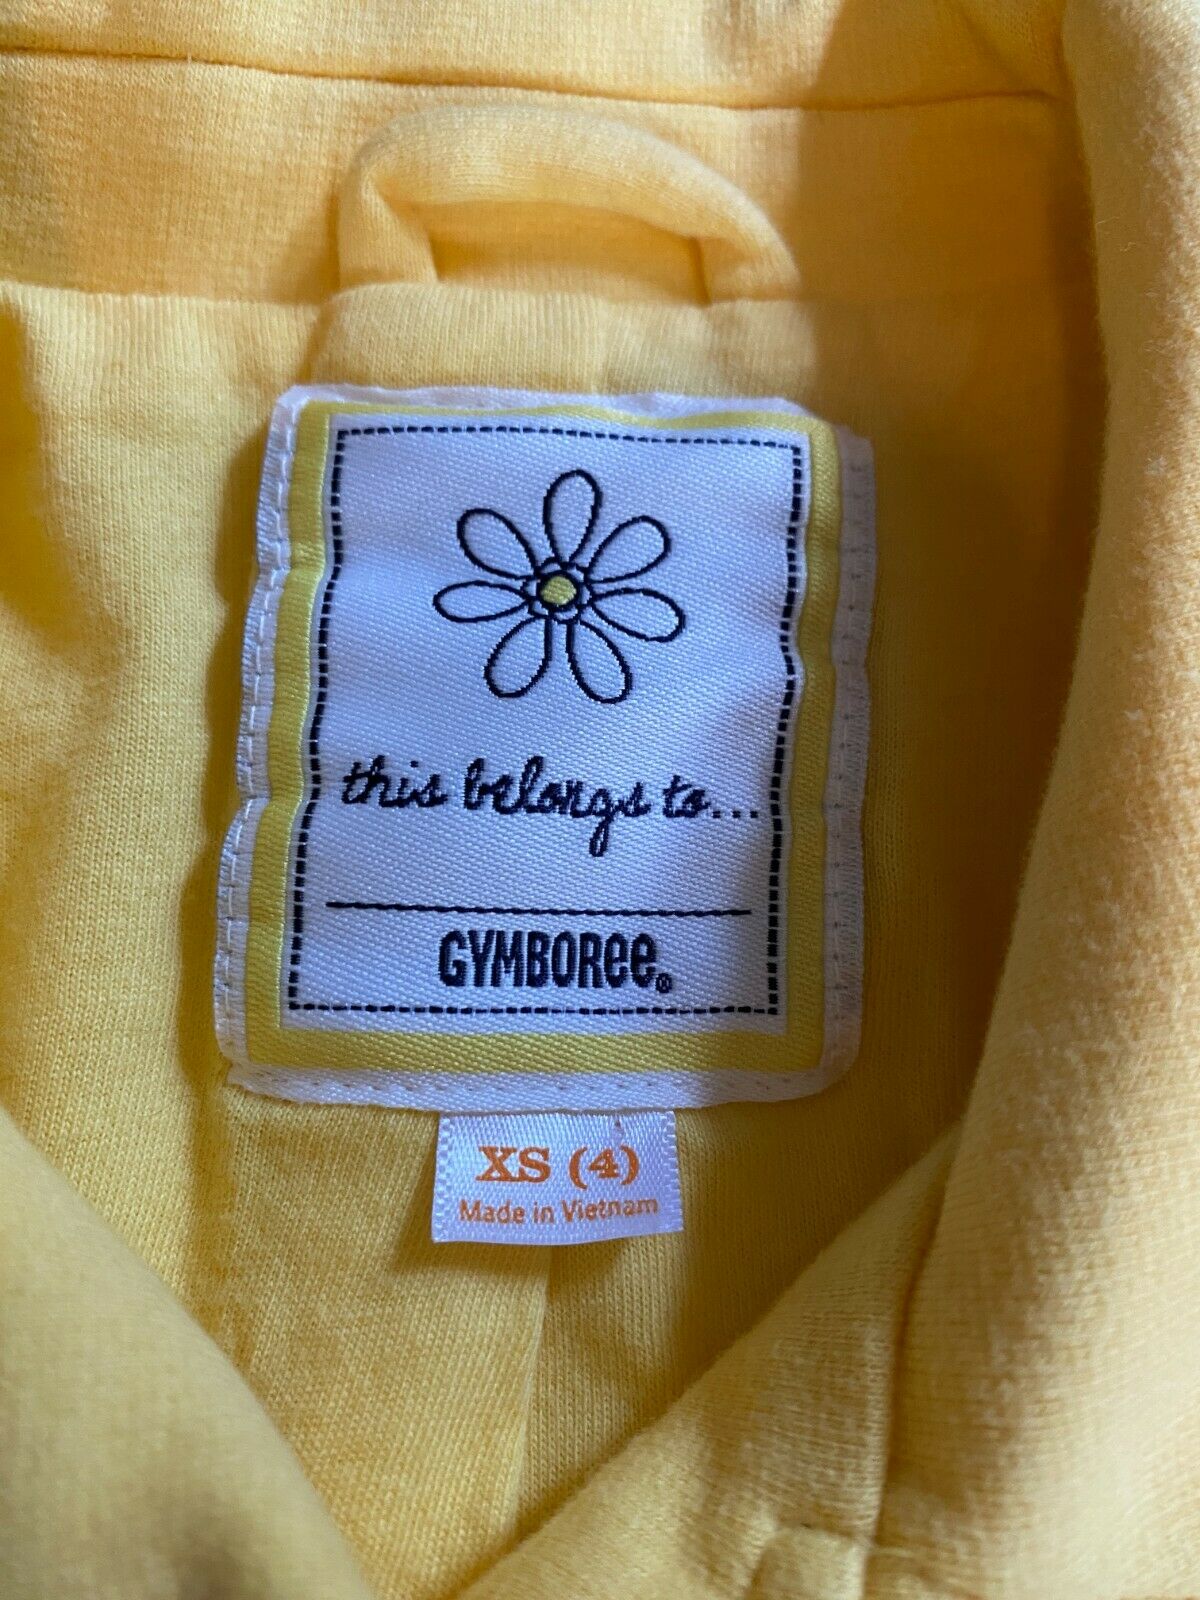 this belongs to...
GYMBOREE®
XS (4)
Made in Vietnam